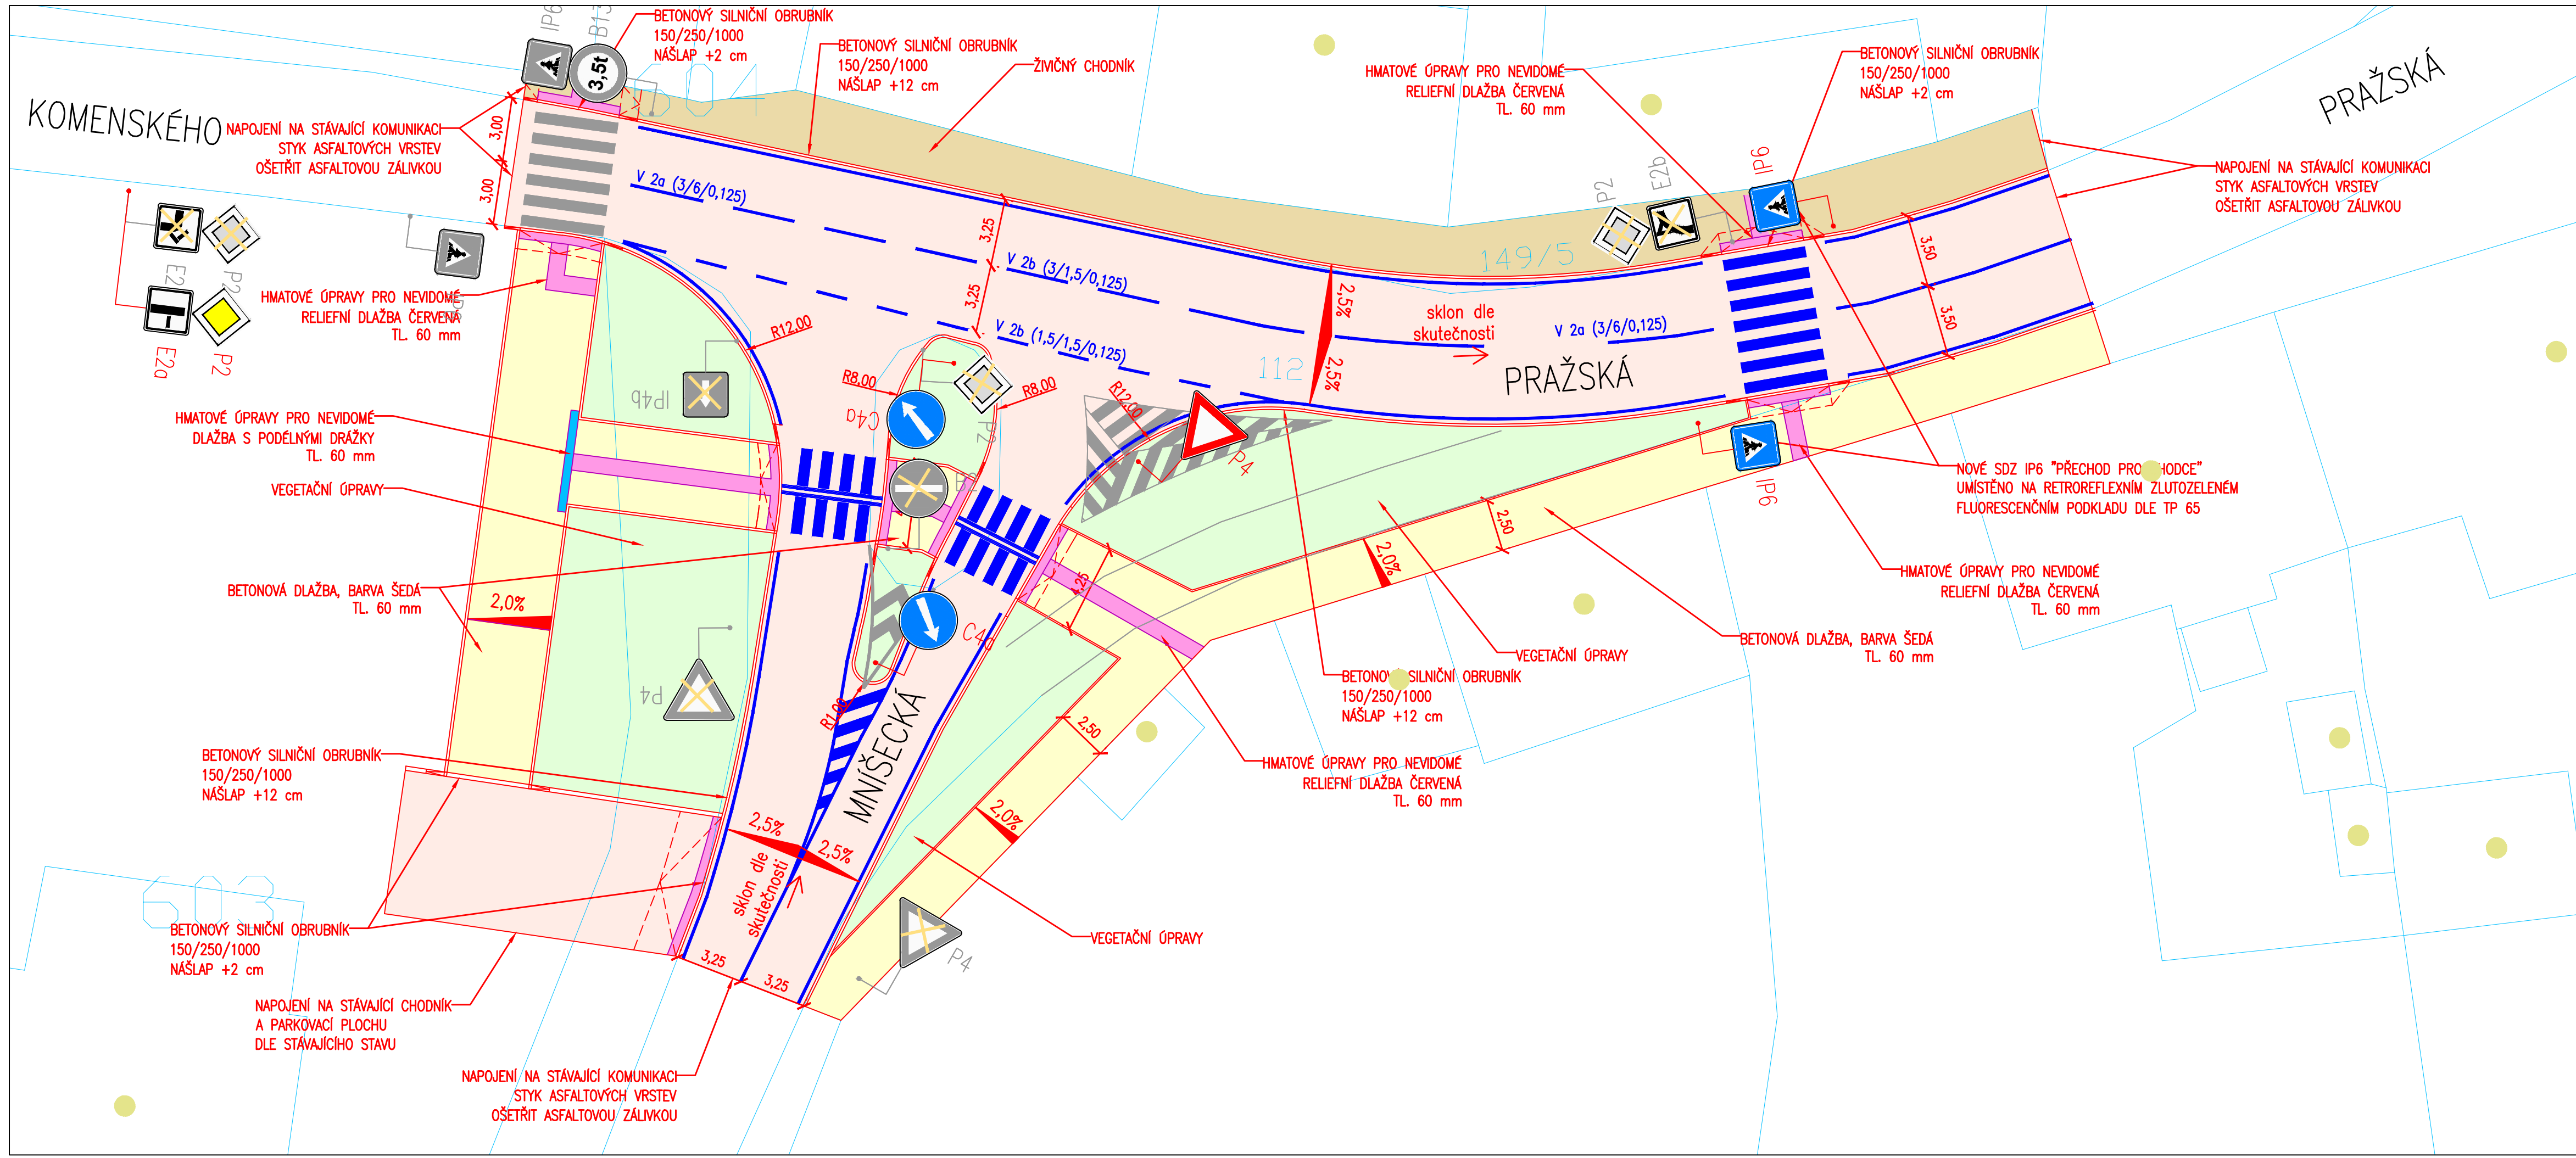 KOMENSKÉHO
IP6
B13
3,5t
BETONOVÝ SILNIČNÍ OBRUBNÍK
150/250/1000
NÁŠLAP +2 cm
BETONOVÝ SILNIČNÍ OBRUBNÍK
150/250/1000
NÁŠLAP +12 cm
ŽIVIČNÝ CHODNÍK
HMATOVÉ ÚPRAVY PRO NEVIDOMÉ
RELIEFNÍ DLAŽBA ČERVENÁ
TL. 60 mm
BETONOVÝ SILNIČNÍ OBRUBNÍK
150/250/1000
NÁŠLAP +2 cm
PRAŽSKÁ
NAPOJENÍ NA STÁVAJÍCÍ KOMUNIKACI
STYK ASFALTOVÝCH VRSTEV
OŠETŘIT ASFALTOVOU ZÁLIVKOU
NAPOJENÍ NA STÁVAJÍCÍ KOMUNIKACI
STYK ASFALTOVÝCH VRSTEV
OŠETŘIT ASFALTOVOU ZÁLIVKOU
3,00
3,00
V 2a (3/6/0,125)
3,25
3,25
V 2b (3/1,5/0,125)
V 2b (1,5/1,5/0,125)
149/5
112
P2
E2b
IP6
3,50
3,50
2,5%
2,5%
sklon dle
skutečnosti
V 2a (3/6/0,125)
PRAŽSKÁ
P2
E2a
P2
HMATOVÉ ÚPRAVY PRO NEVIDOMÉ
RELIEFNÍ DLAŽBA ČERVENÁ
TL. 60 mm
R12,00
IP4b
R8,00
R8,00
C4a
P2
R12,00
P4
HMATOVÉ ÚPRAVY PRO NEVIDOMÉ
DLAŽBA S PODÉLNÝMI DRÁŽKY
TL. 60 mm
VEGETAČNÍ ÚPRAVY
IP6
NOVÉ SDZ IP6
UMÍSTĚNO NA RETROREFLEXNÍM ZLUTOZELENÉM
FLUORESCENČNÍM PODKLADU DLE TP 65
2,50
2,0%
HMATOVÉ ÚPRAVY PRO NEVIDOMÉ
RELIEFNÍ DLAŽBA ČERVENÁ
TL. 60 mm
BETONOVÁ DLAŽBA, BARVA ŠEDÁ
TL. 60 mm
2,0%
BETONOVÁ DLAŽBA, BARVA ŠEDÁ
TL. 60 mm
VEGETAČNÍ ÚPRAVY
P4
R1,00
MNÍŠECKÁ
2,50
SILNIČNÍ OBRUBNÍK
150/250/1000
NÁŠLAP +12 cm
BETONOVÝ SILNIČNÍ OBRUBNÍK
150/250/1000
NÁŠLAP +12 cm
HMATOVÉ ÚPRAVY PRO NEVIDOMÉ
RELIEFNÍ DLAŽBA ČERVENÁ
TL. 60 mm
2,5%
2,5%
2,0%
sklon dle
skutečnosti
603
BETONOVÝ SILNIČNÍ OBRUBNÍK
150/250/1000
NÁŠLAP +2 cm
P4
VEGETAČNÍ ÚPRAVY
3,25
3,25
NAPOJENÍ NA STÁVAJÍCÍ CHODNÍK
A PARKOVACÍ PLOCHU
DLE STÁVAJÍCÍHO STAVU
NAPOJENÍ NA STÁVAJÍCÍ KOMUNIKACI
STYK ASFALTOVÝCH VRSTEV
OŠETŘIT ASFALTOVOU ZÁLIVKOU